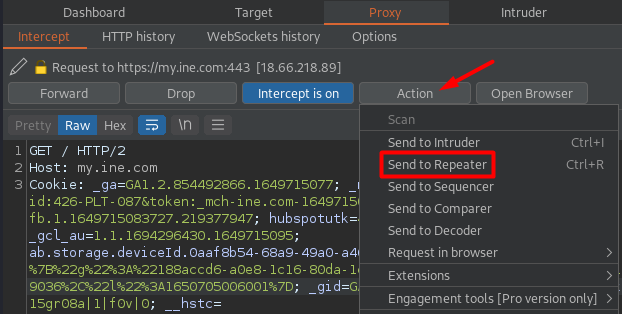 Dashboard Target Proxy Intruder
Intercept HTTP history WebSockets history Options
Request to https://my.ine.com:443 [18.66.218.89]
Forward Drop Intercept is on Action Open Browser
Pretty Raw Hex \n
Scan
Send to Intruder Ctrl+I
Send to Repeater Ctrl+R
Send to Sequencer
Send to Comparer
Send to Decoder
Request in browser
Extensions
Engagement tools [Pro version only]
1 GET / HTTP/2
2 Host: my.ine.com
3 Cookie: _ga=GA1.2.854492866.1649715077;
id:426-PLT-087&token:_mch-ine.com-16497150
fb.1.1649715083727.219377947; hubspotutk=
_gcl_au=1.1.1694296430.1649715095;
ab.storage.deviceId.0aaf8b54-68a9-49a0-a4
%7B%22g%22%3A%22188accd6-a0e8-1c16-80da-1
9036%2C%22l%22%3A1650705006001%7D; _gid=GA
15gr08a|1|f0v|0; __hstc=